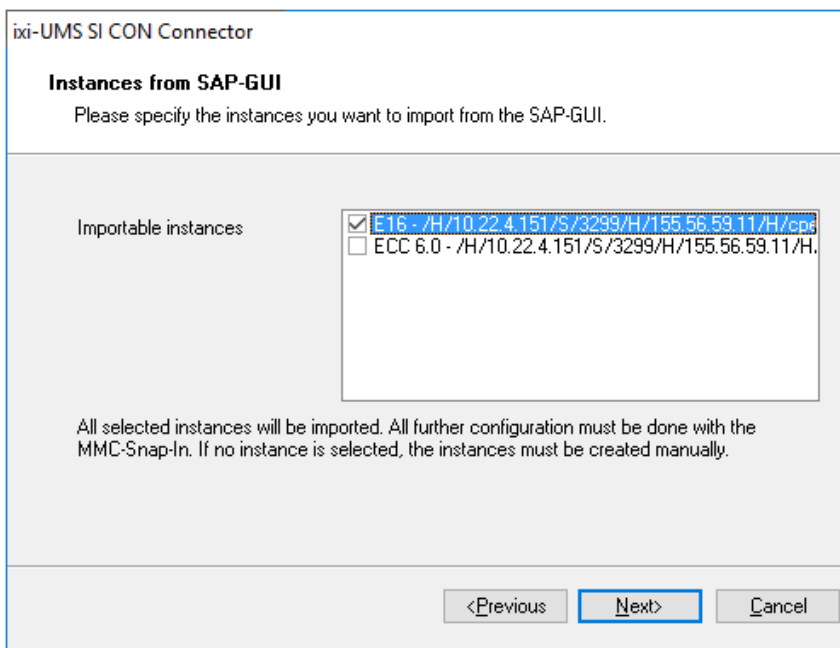 ixi-UMS SI CON Connector
Instances from SAP-GUI
Please specify the instances you want to import from the SAP-GUI.
Importable instances
E16 - /H/10.22.4.151/S/3299/H/155.56.59.11/H/cpe
ECC 6.0 - /H/10.22.4.151/S/3299/H/155.56.59.11/H.
All selected instances will be imported. All further configuration must be done with the
MMC-Snap-In. If no instance is selected, the instances must be created manually.
<Previous
Next>
Cancel